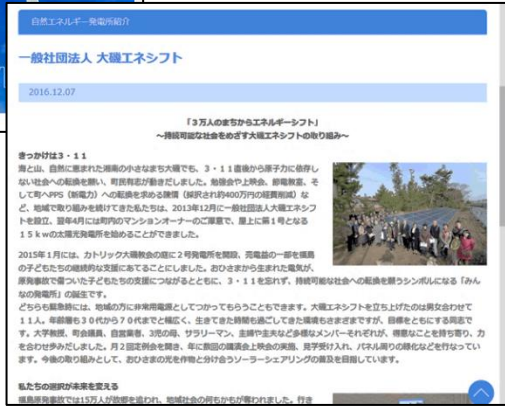 自然エネルギー発電所紹介
一般社団法人 大磯エネシフト
2016.12.07
「3万人のまちからエネルギーシフト」
~持続可能な社会をめざす大磯エネシフトの取り組み~
きっかけは3・11
海と山、自然に恵まれた湘南の小さなまち大磯でも、3・11直後から原子力に依存し
ない社会への転換を願い、町民有志が動きだしました。勉強会や上映会、節電教室、そ
して町へPPS(新電力)への転換を求める陳情(採択され約400万円の経費削減)な
ど、地域で取り組みを続けてきた私たちは、2013年12月に一般社団法人大磯エネシフ
トを設立、翌年4月には町内のマンションオーナーのご厚意で、屋上に第1号となる
15kwの太陽光発電所を始めることができました。
2015年1月には、カトリック大磯教会の庭に2号発電所を開設、売電益の一部を福島
の子どもたちの継続的な支援にあてることにしました。おひさまから生まれた電気が、
原発事故で傷ついた子どもたちの支援につながるとともに、3・11を忘れず、持続可能な社会への転換を願うシンボルになる「みん
なの発電所」の誕生です。
どちらも緊急時には、地域の方に非常用電源としてつかってもらうこともできます。大磯エネシフトを立ち上げたのは男女合わせて
11人。年齢層も30代から70代までと幅広く、生きてきた時間も過ごしてきた環境もさまざまですが、目標をともにする同志で
す。大学教授、町会議員、自営業者、3児の母、サラリーマン、主婦や主夫など多様なメンバーそれぞれが、得意なことを持ち寄り、力
を合わせ歩みだしました。月2回定例会を開き、年に数回の講演会上映会の実施、見学受け入れ、パネル周りの緑化などを行なってい
ます。今後の取り組みとして、おひさまの光を作物と分け合うソーラーシェアリングの普及を目指しています。
私たちの選択が未来を変える
福島原発事故では15万人が故郷を追われ、地域社会の何もかもが奪われました。行き